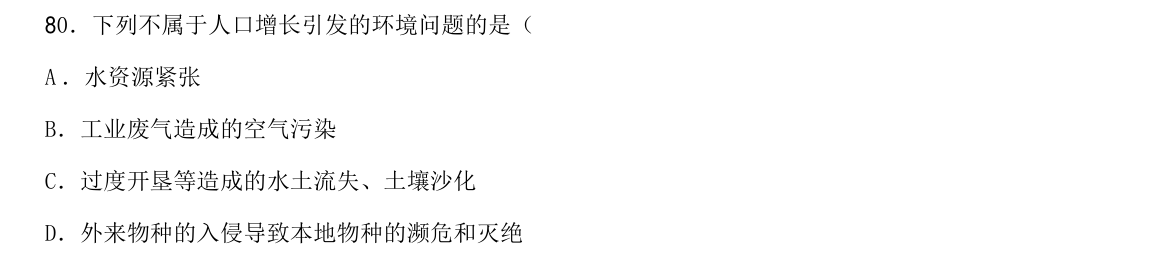 80．下列不属于人口增长引发的环境问题的是（
A．水资源紧张
B．工业废气造成的空气污染
C．过度开垦等造成的水土流失、土壤沙化
D．外来物种的入侵导致本地物种的濒危和灭绝